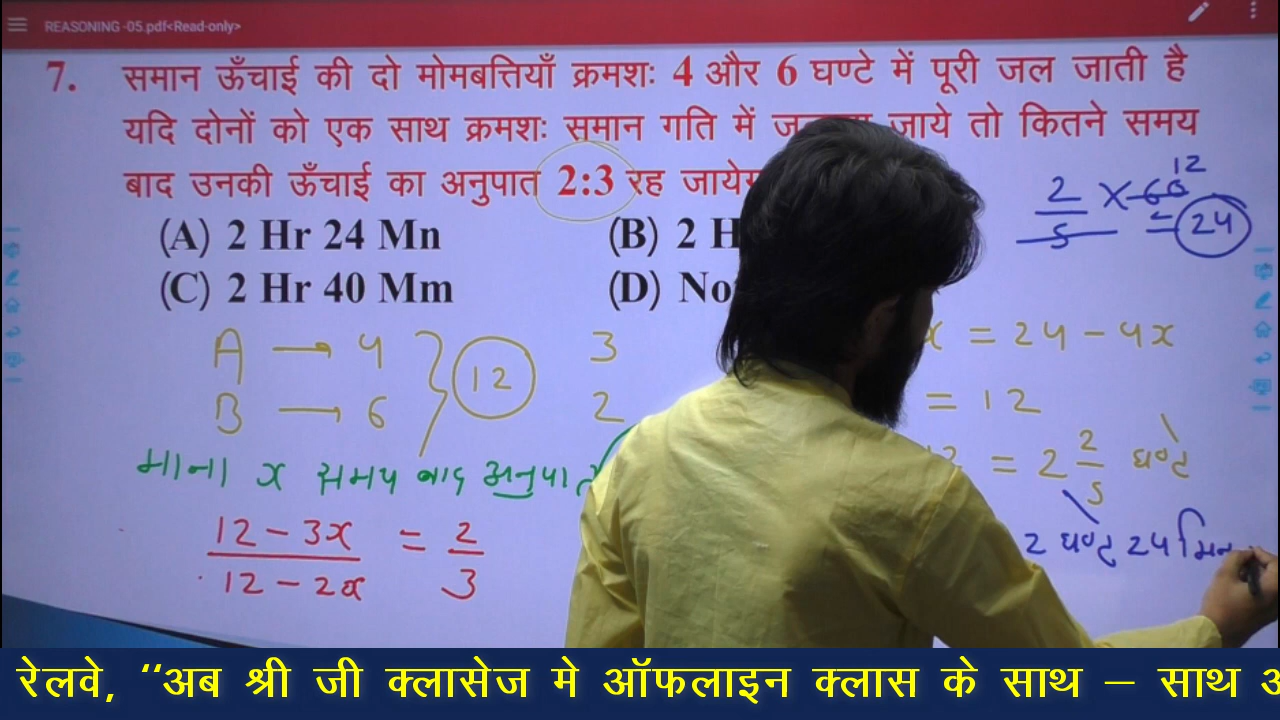 REASONING -05.pdf<Read-only>
7. समान ऊँचाई की दो मोमबत्तियाँ क्रमशः 4 और 6 घण्टे में पूरी जल जाती है
यदि दोनों को एक साथ क्रमशः समान गति में जाये तो कितने समय
बाद उनकी ऊँचाई का अनुपात 2:3 रह
(A) 2 Hr 24 Mn (B) 2 H
(C) 2 Hr 40 Mm (D)
2/5 × 60 12 = 24
A → 4 } 12 3
B → 6 2
माना x समय बाद अनुपात
(12 - 3x)/(12 - 2x) = 2/3
x = 24 - 4x
= 12
= 2 2/5 घण्टे
2 घण्टे 24 मिन
रेलवे, ‘‘अब श्री जी क्लासेज मे ऑफलाइन क्लास के साथ – साथ